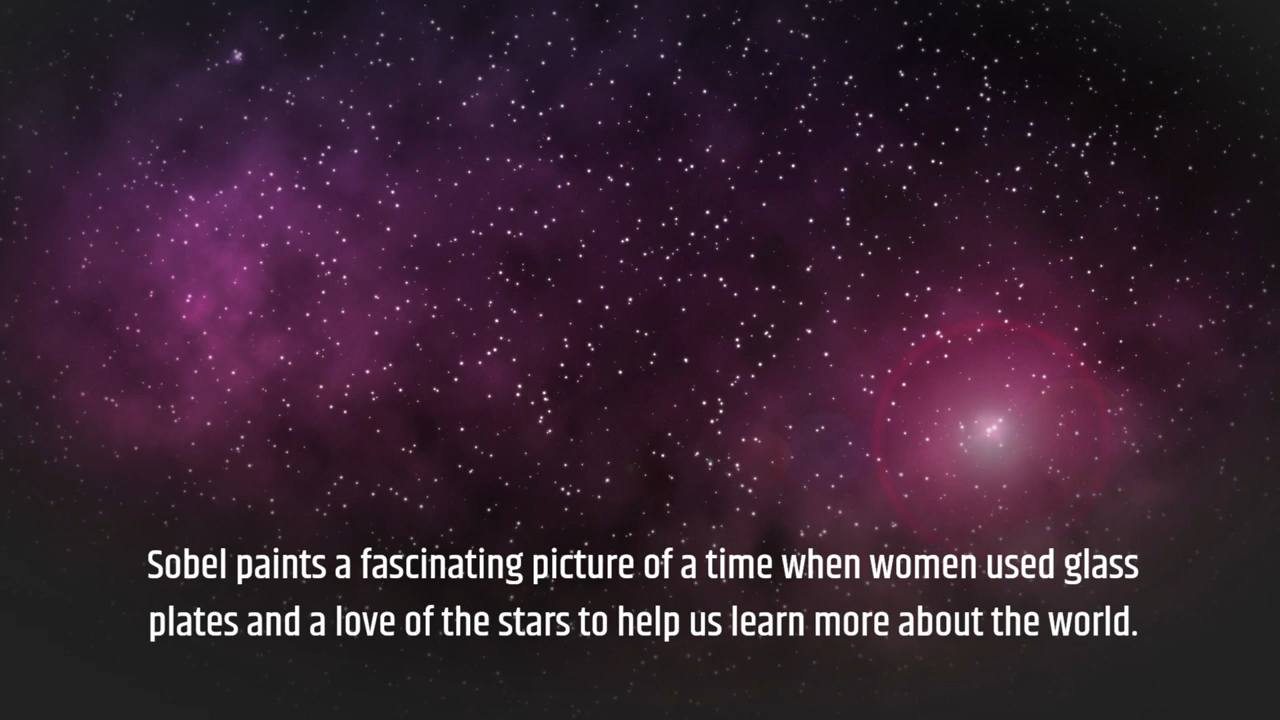 Sobel paints a fascinating picture of a time when women used glass
plates and a love of the stars to help us learn more about the world.